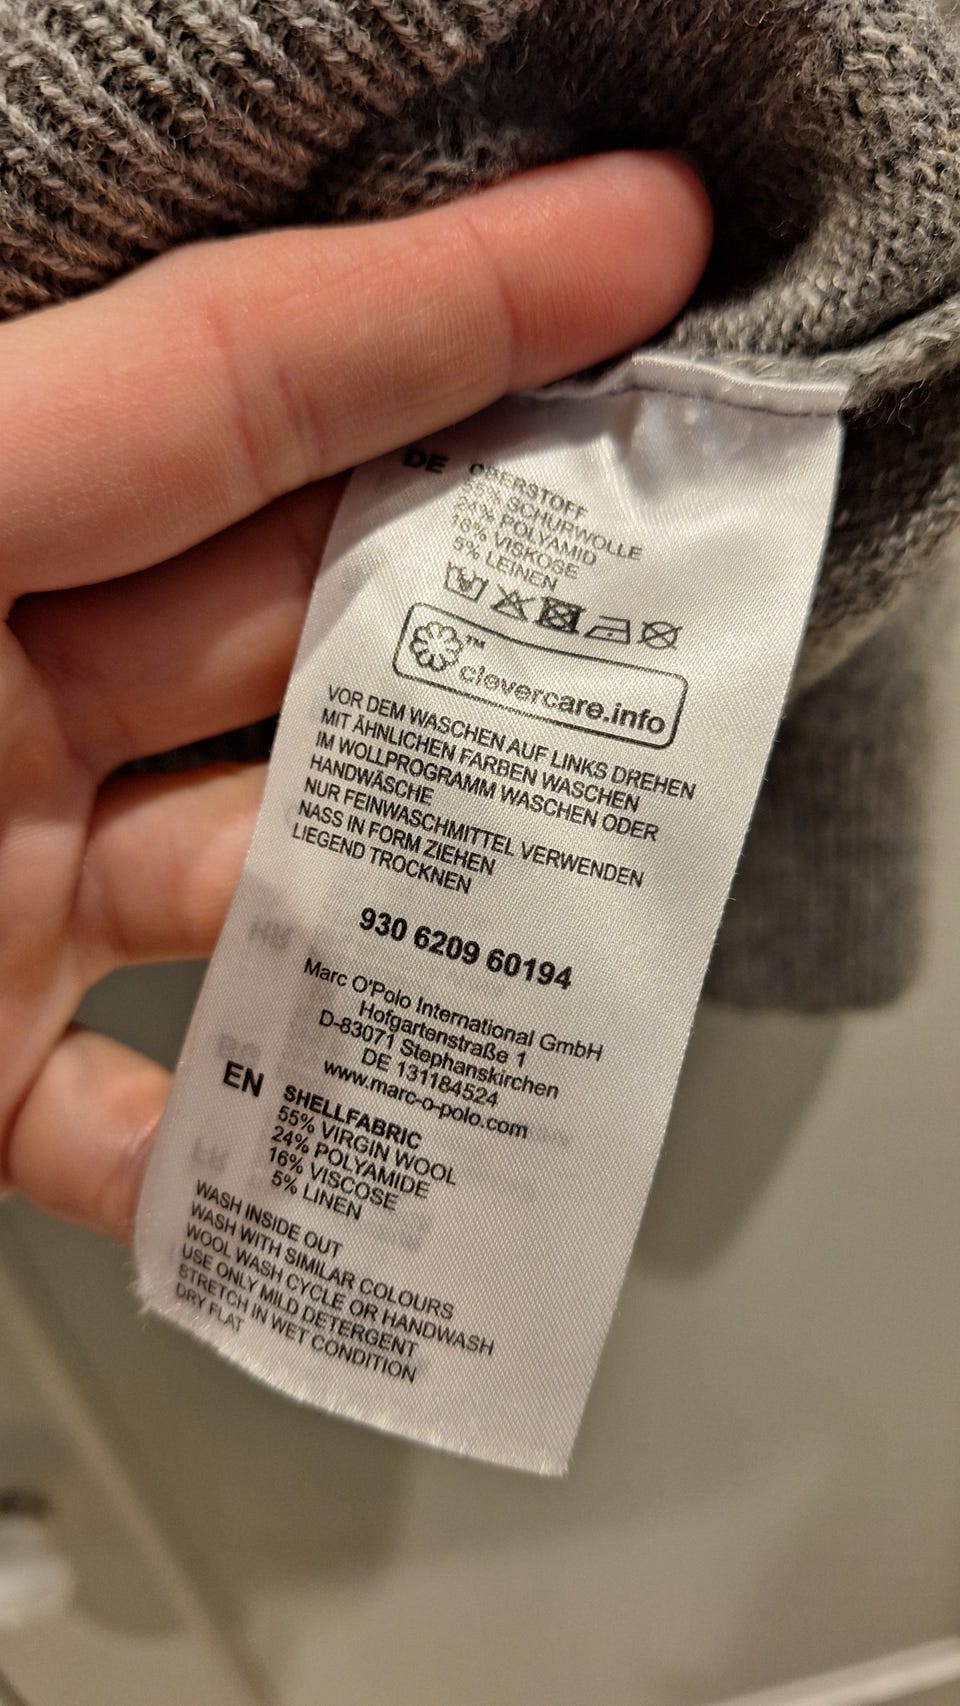 DE
OBERSTOFF
SCHURWOLLE
24% POLYAMID
16% VISKOSE
5% LEINEN
™
clevercare.info
VOR DEM WASCHEN AUF LINKS DREHEN
MIT ÄHNLICHEN FARBEN WASCHEN
IM WOLLPROGRAMM WASCHEN ODER
HANDWÄSCHE
NUR FEINWASCHMITTEL VERWENDEN
NASS IN FORM ZIEHEN
LIEGEND TROCKNEN
930 6209 60194
Marc O'Polo International GmbH
Hofgartenstraße 1
D-83071 Stephanskirchen
DE 131184524
www.marc-o-polo.com
EN
SHELLFABRIC
55% VIRGIN WOOL
24% POLYAMIDE
16% VISCOSE
5% LINEN
WASH INSIDE OUT
WASH WITH SIMILAR COLOURS
WOOL WASH CYCLE OR HANDWASH
USE ONLY MILD DETERGENT
STRETCH IN WET CONDITION
DRY FLAT